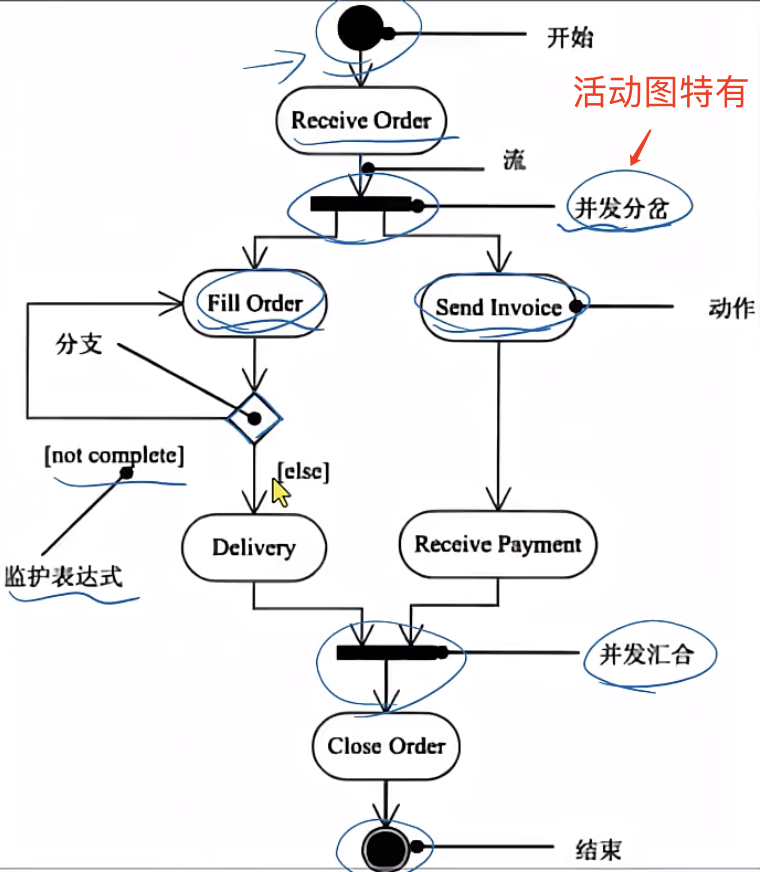 开始
活动图特有
Receive Order
流
并发分岔
Fill Order
Send Invoice
动作
分支
[not complete]
[else]
Delivery
Receive Payment
监护表达式
并发汇合
Close Order
结束